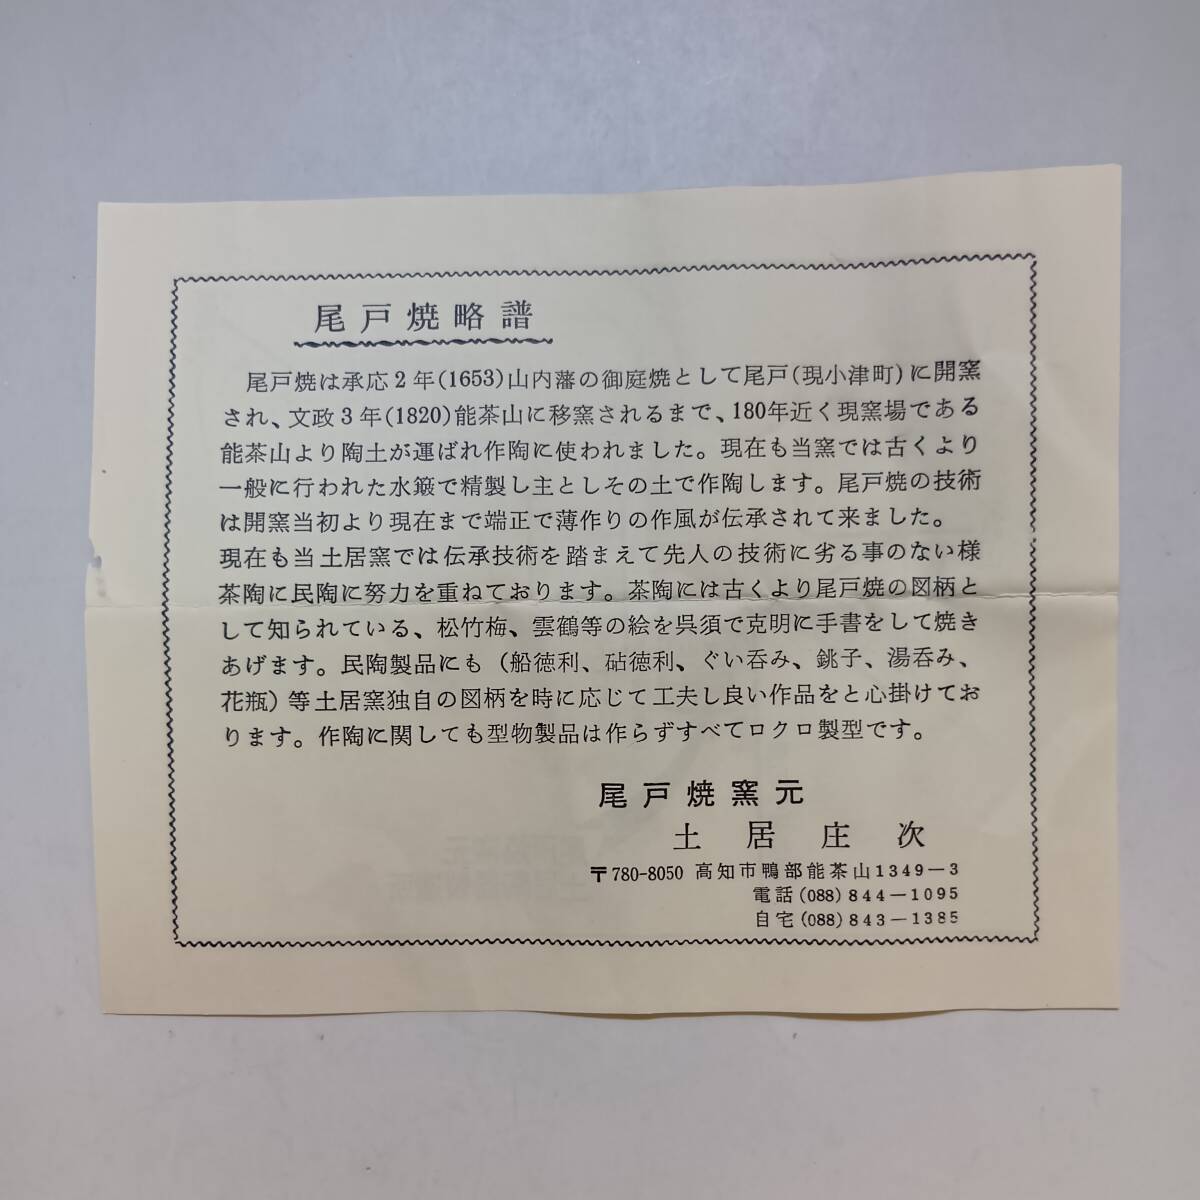 尾戸焼略譜
尾戸焼は承応2年(1653)山内藩の御庭焼として尾戸(現小津町)に開窯
され、文政3年(1820)能茶山に移窯されるまで、180年近く現窯場である
能茶山より陶土が運ばれ作陶に使われました。現在も当窯では古くより
一般に行われた水簸で精製し主としその土で作陶します。尾戸焼の技術
は開窯当初より現在まで端正で薄作りの作風が伝承されて来ました。
現在も当土居窯では伝承技術を踏まえて先人の技術に劣る事のない様
茶陶に民陶に努力を重ねております。茶陶には古くより尾戸焼の図柄と
して知られている、松竹梅、雲鶴等の絵を呉須で克明に手書をして焼き
あげます。民陶製品にも(船徳利、砧徳利、ぐい呑み、銚子、湯呑み、
花瓶)等土居窯独自の図柄を時に応じて工夫し良い作品をと心掛けてお
ります。作陶に関しても型物製品は作らずすべてロクロ製型です。
尾戸焼窯元
土居庄次
〒780-8050 高知市鴨部能茶山1349-3
電話(088)844-1095
自宅(088)843-1385